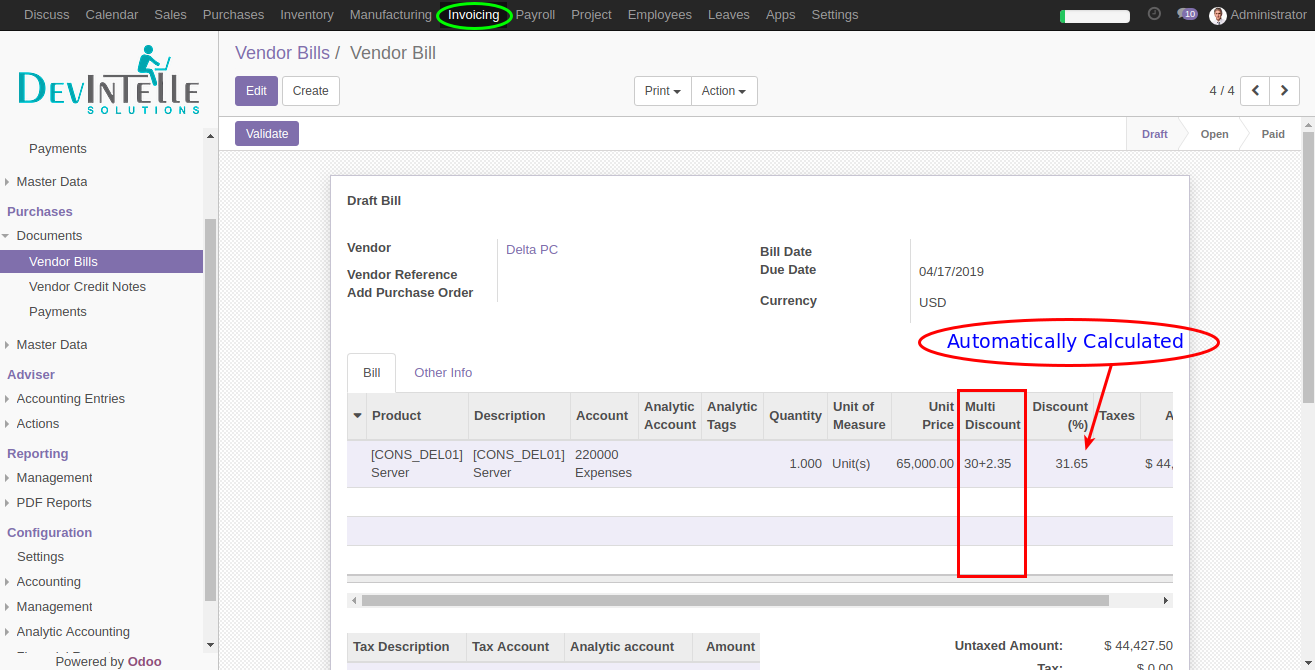 Discuss Calendar Sales Purchases Inventory Manufacturing Invoicing Payroll Project Employees Leaves Apps Settings 10 Administrator
DEVINTELLE
SOLUTIONS
Payments
Master Data
Purchases
Documents
Vendor Bills
Vendor Credit Notes
Payments
Master Data
Adviser
Accounting Entries
Actions
Reporting
Management
PDF Reports
Configuration
Settings
Accounting
Management
Analytic Accounting
Powered by Odoo
Vendor Bills / Vendor Bill
Edit Create Print Action 4 / 4
Validate Draft Open Paid
Draft Bill
Vendor Delta PC
Vendor Reference
Add Purchase Order
Bill Date
Due Date 04/17/2019
Currency USD
Automatically Calculated
Bill Other Info
Product Description Account Analytic Account Analytic Tags Quantity Unit of Measure Unit Price Multi Discount Discount (%) Taxes A
[CONS_DEL01] Server [CONS_DEL01] Server 220000 Expenses 1.000 Unit(s) 65,000.00 30+2.35 31.65 $ 44,
Tax Description Tax Account Analytic account Amount
Untaxed Amount: $ 44,427.50
Tax: $ 0.00